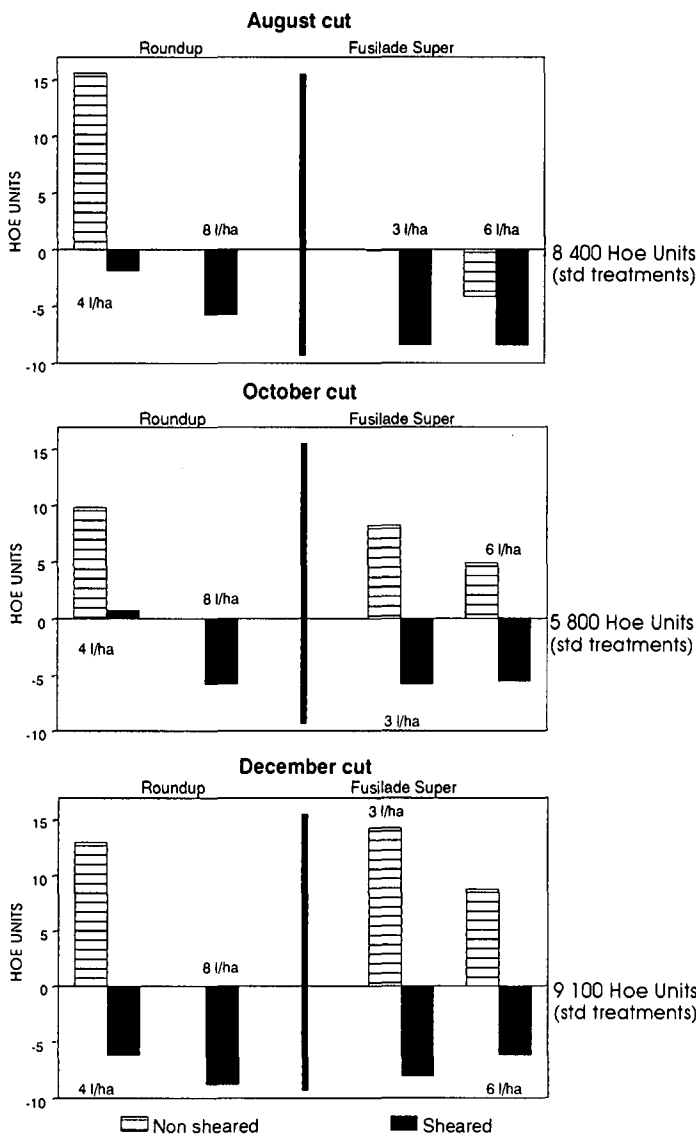 August cut
Roundup Fusilade Super
15
10
5
0
-5
-10
HOE UNITS
8 l/ha 3 l/ha 6 l/ha
4 l/ha
8 400 Hoe Units
(std treatments)
October cut
Roundup Fusilade Super
15
10
5
0
-5
-10
HOE UNITS
6 l/ha
8 l/ha
4 l/ha
3 l/ha
5 800 Hoe Units
(std treatments)
December cut
Roundup Fusilade Super
15
10
5
0
-5
-10
HOE UNITS
3 l/ha
8 l/ha
4 l/ha 6 l/ha
9 100 Hoe Units
(std treatments)
Non sheared Sheared